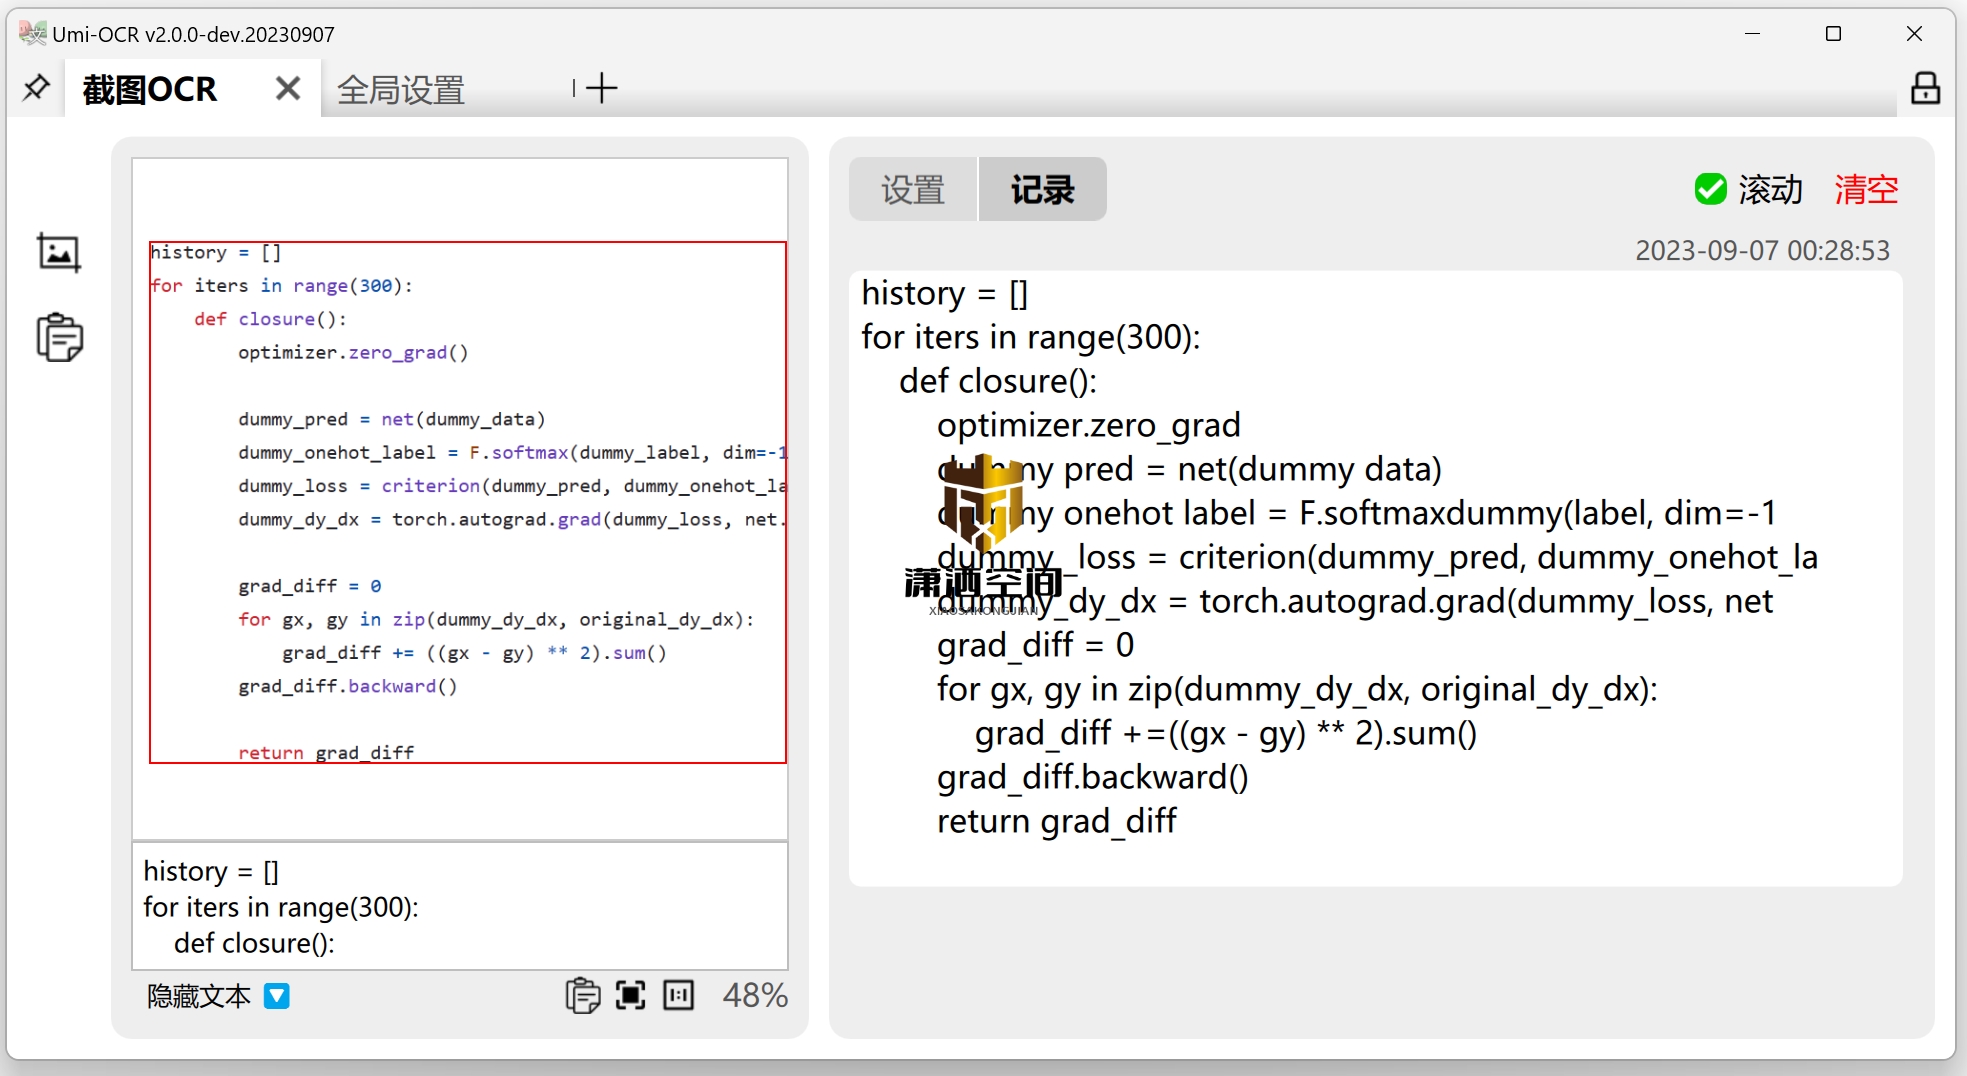 Umi-OCR v2.0.0-dev.20230907
截图OCR
全局设置
history = []
for iters in range(300):
    def closure():
        optimizer.zero_grad()
        dummy_pred = net(dummy_data)
        dummy_onehot_label = F.softmax(dummy_label, dim=-1
        dummy_loss = criterion(dummy_pred, dummy_onehot_la
        dummy_dy_dx = torch.autograd.grad(dummy_loss, net.
        grad_diff = 0
        for gx, gy in zip(dummy_dy_dx, original_dy_dx):
            grad_diff += ((gx - gy) ** 2).sum()
        grad_diff.backward()
        return grad_diff
history = []
for iters in range(300):
    def closure():
隐藏文本
1:1
48%
设置
记录
滚动
清空
2023-09-07 00:28:53
history = []
for iters in range(300):
    def closure():
        optimizer.zero_grad
        dummy pred = net(dummy data)
        dummy onehot label = F.softmaxdummy(label, dim=-1
        dummy _loss = criterion(dummy_pred, dummy_onehot_la
        dummy_dy_dx = torch.autograd.grad(dummy_loss, net
        grad_diff = 0
        for gx, gy in zip(dummy_dy_dx, original_dy_dx):
            grad_diff +=((gx - gy) ** 2).sum()
        grad_diff.backward()
        return grad_diff
潇洒空间
XIAOSAKONGJIAN